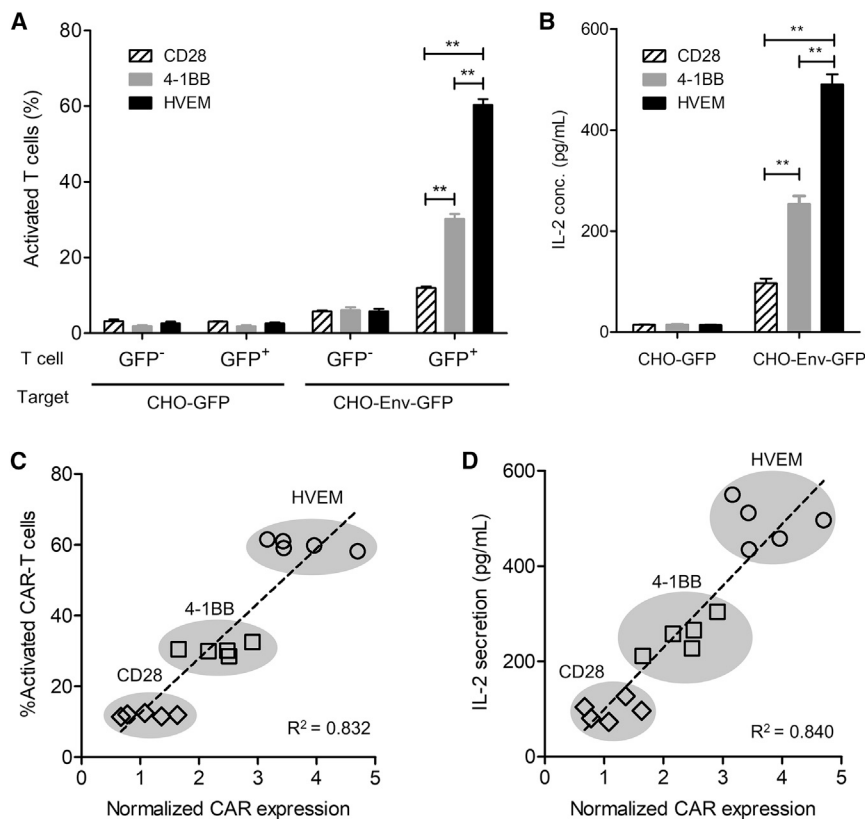 A
Activated T cells (%)
80
60
40
20
0
CD28
4-1BB
HVEM
**
**
**
T cell GFP⁻ GFP⁺ GFP⁻ GFP⁺
Target CHO-GFP CHO-Env-GFP
B
IL-2 conc. (pg/mL)
600
400
200
0
CD28
4-1BB
HVEM
**
**
**
CHO-GFP CHO-Env-GFP
C
%Activated CAR-T cells
80
60
40
20
0
HVEM
4-1BB
CD28
R² = 0.832
0 1 2 3 4 5
Normalized CAR expression
D
IL-2 secretion (pg/mL)
600
400
200
0
HVEM
4-1BB
CD28
R² = 0.840
0 1 2 3 4 5
Normalized CAR expression